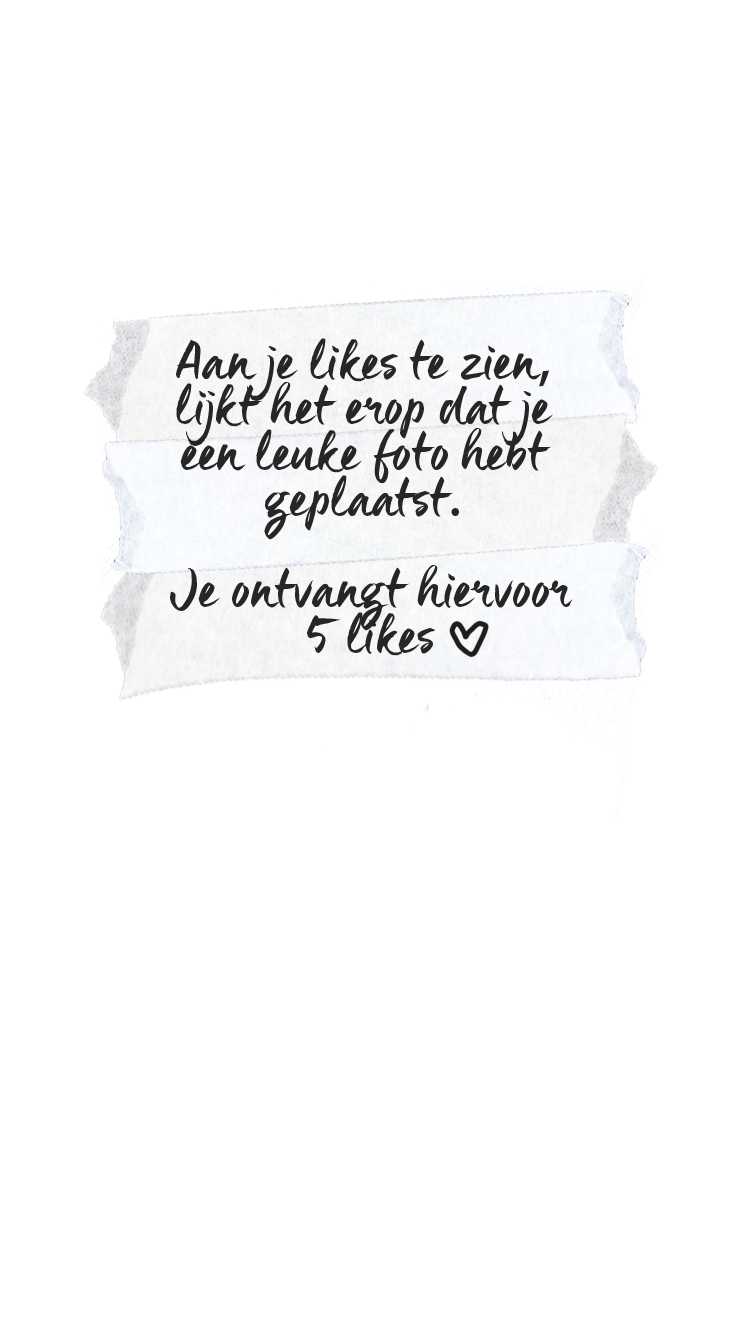 Aan je likes te zien,
lijkt het erop dat je
een leuke foto hebt
geplaatst.
Je ontvangt hiervoor
5 likes ♡